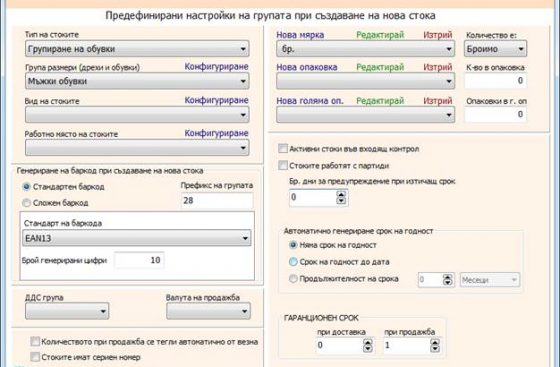 Предефинирани настройки на групата при създаване на нова стока
Тип на стоките
Групиране на обувки
Група размери (дрехи и обувки) Конфигуриране
Мъжки обувки
Вид на стоките Конфигуриране
Работно място на стоките Конфигуриране
Нова мярка Редактирай Изтрий Количество е:
бр. Броимо
Нова опаковка Редактирай Изтрий К-во в опаковка
0
Нова голяма оп. Редактирай Изтрий Опаковки в г. оп
0
Генериране на баркод при създаване на нова стока
Стандартен баркод Префикс на групата
Сложен баркод 28
Стандарт на баркода
EAN13
Брой генерирани цифри 10
ДДС група Валута на продажба
Количеството при продажба се тегли автоматично от везна
Стоките имат сериен номер
Активни стоки във входящ контрол
Стоките работят с партиди
Бр. дни за предупреждение при изтичащ срок
0
Автоматично генериране срок на годност
Няма срок на годност
Срок на годност до дата
Продължителност на срока 0 Месеци
ГАРАНЦИОНЕН СРОК
при доставка при продажба
0 1